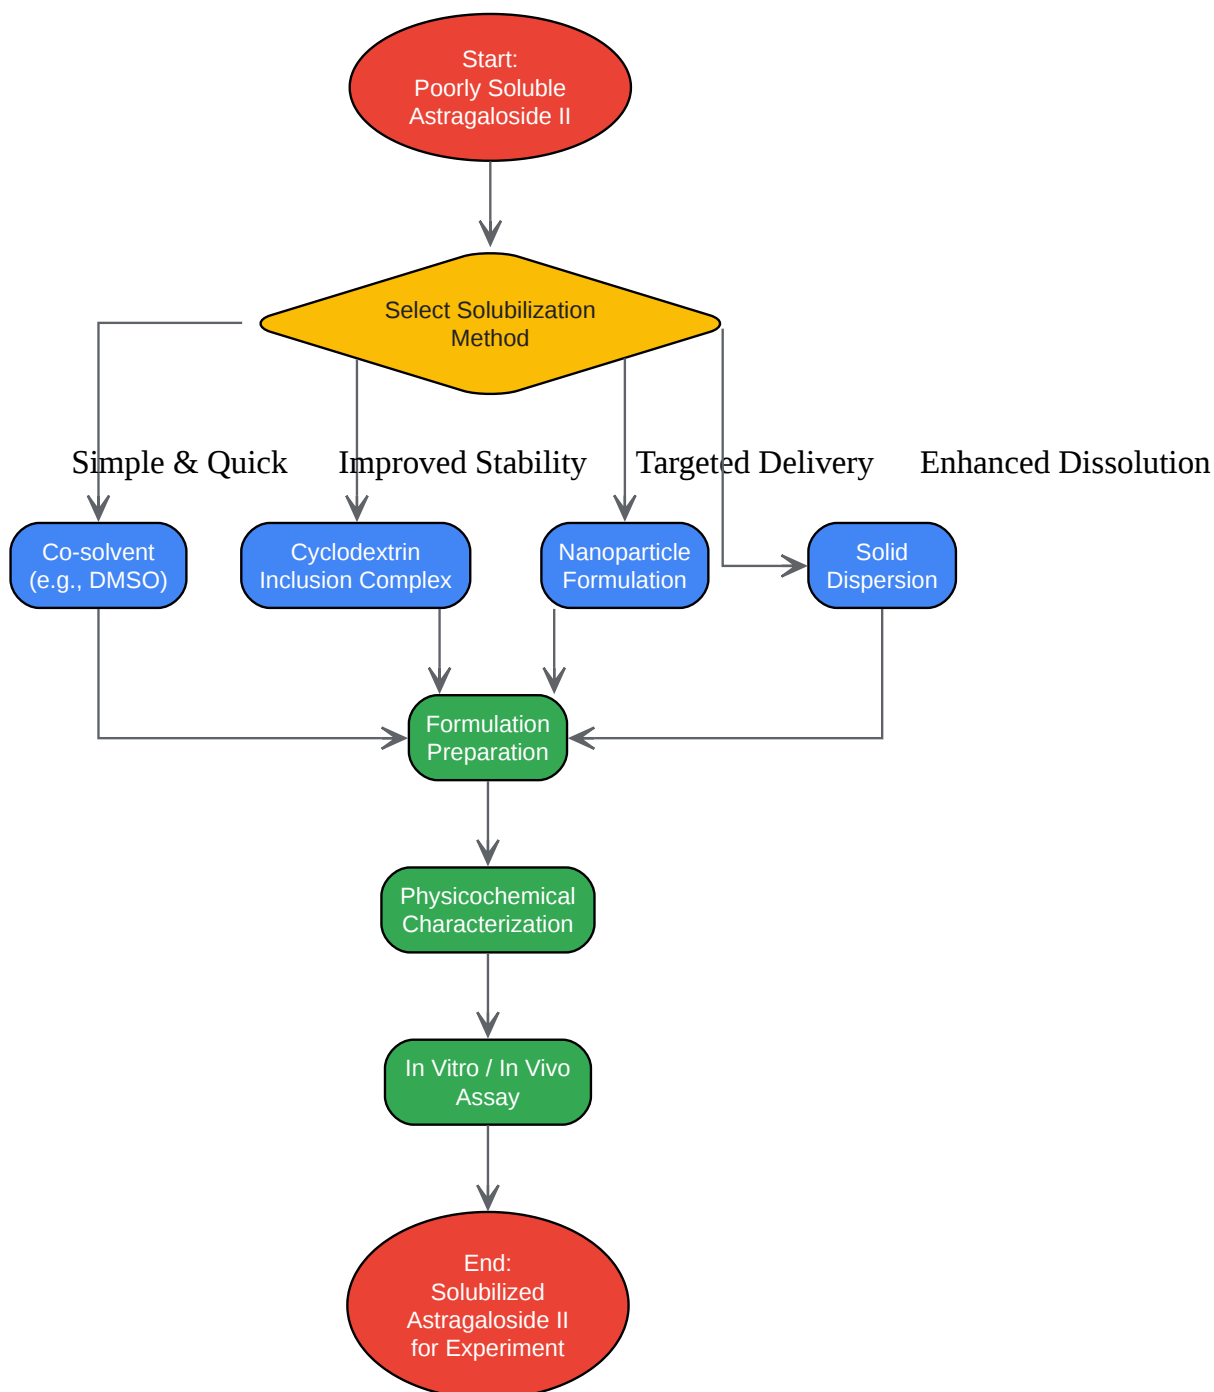 Start:
Poorly Soluble
Astragaloside II
Select Solubilization
Method
Simple & Quick
Improved Stability
Targeted Delivery
Enhanced Dissolution
Co-solvent
(e.g., DMSO)
Cyclodextrin
Inclusion Complex
Nanoparticle
Formulation
Solid
Dispersion
Formulation
Preparation
Physicochemical
Characterization
In Vitro / In Vivo
Assay
End:
Solubilized
Astragaloside II
for Experiment